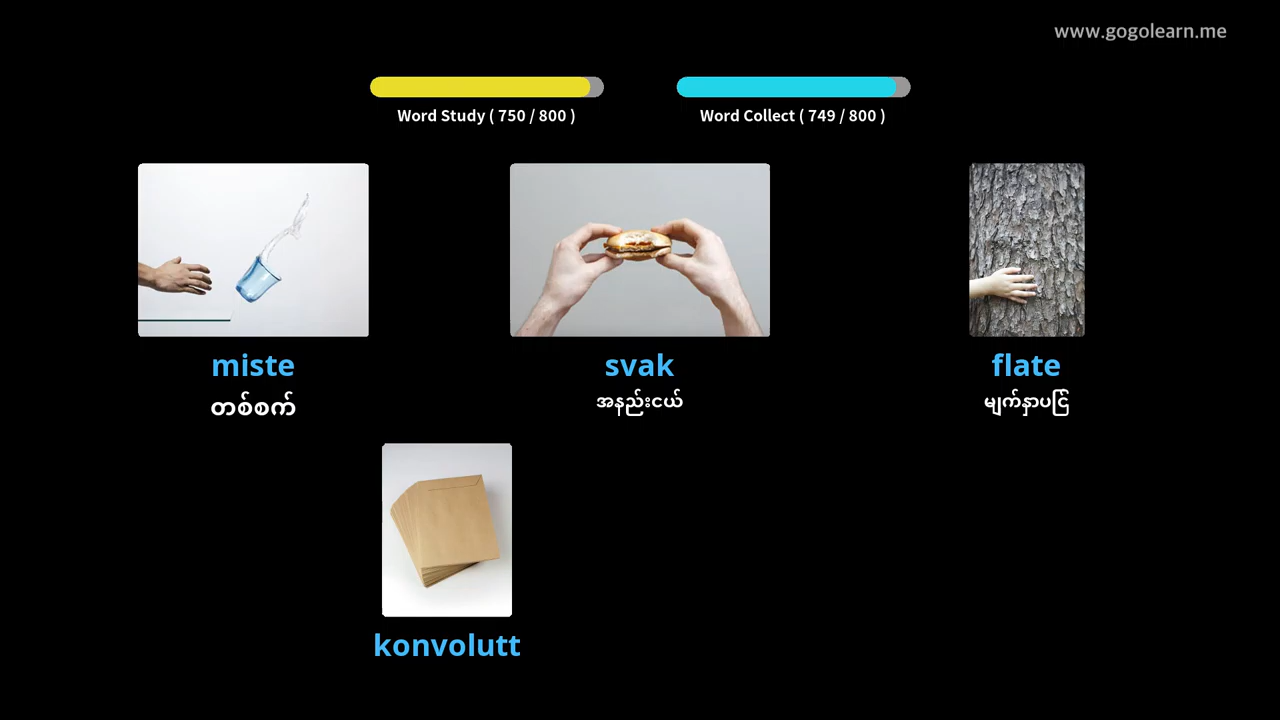 www.gogolearn.me
Word Study ( 750 / 800 )
Word Collect ( 749 / 800 )
miste
တစ်စက်
svak
အနည်းငယ်
flate
မျက်နှာပြင်
konvolutt